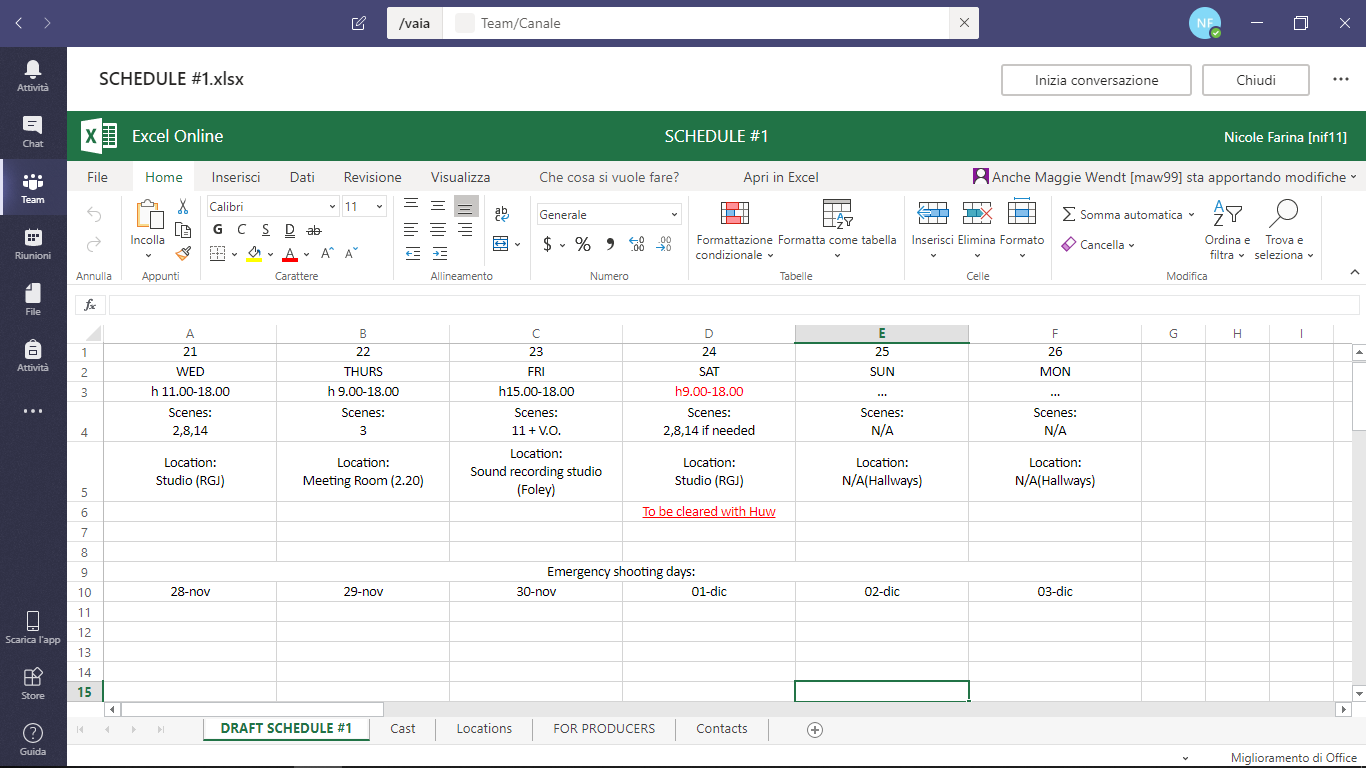 /vaia Team/Canale NF
Attività
Chat
Team
Riunioni
File
Attività
Scarica l'app
Store
Guida
SCHEDULE #1.xlsx Inizia conversazione Chiudi
Excel Online SCHEDULE #1 Nicole Farina [nif11]
File Home Inserisci Dati Revisione Visualizza Che cosa si vuole fare? Apri in Excel Anche Maggie Wendt [maw99] sta apportando modifiche
Calibri 11 Generale Somma automatica
G C S D ab $ % Cancella
Incolla
Formattazione condizionale Formatta come tabella
Inserisci Elimina Formato
Ordina e filtra Trova e seleziona
Annulla Appunti Carattere Allineamento Numero Tabelle Celle Modifica
fx
A B C D E F G H I
1 21 22 23 24 25 26
2 WED THURS FRI SAT SUN MON
3 h 11.00-18.00 h 9.00-18.00 h15.00-18.00 h9.00-18.00 ... ...
Scenes: Scenes: Scenes: Scenes: Scenes: Scenes:
4 2,8,14 3 11 + V.O. 2,8,14 if needed N/A N/A
Location: Location: Location: Location: Location: Location:
5 Studio (RGJ) Meeting Room (2.20) Sound recording studio (Foley) Studio (RGJ) N/A(Hallways) N/A(Hallways)
6 To be cleared with Huw
7
8
9 Emergency shooting days:
10 28-nov 29-nov 30-nov 01-dic 02-dic 03-dic
11
12
13
14
15
DRAFT SCHEDULE #1 Cast Locations FOR PRODUCERS Contacts
Miglioramento di Office